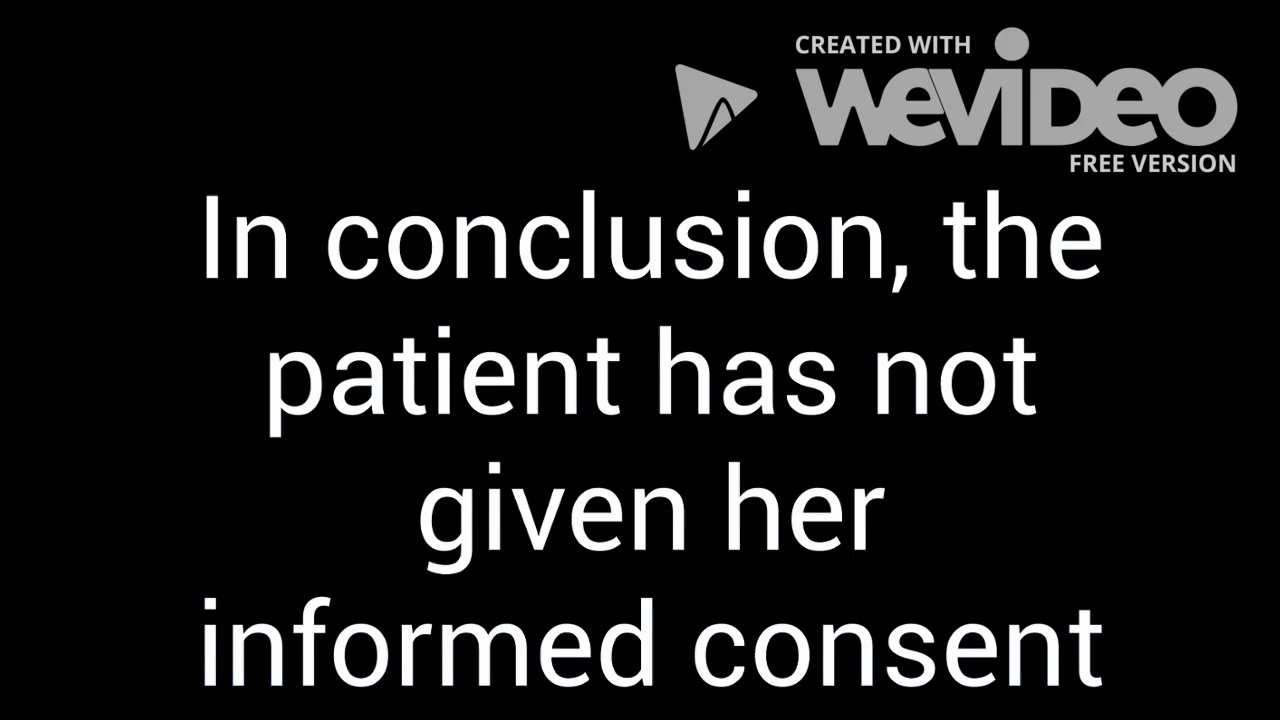 CREATED WITH
WeVideo
FREE VERSION
In conclusion, the
patient has not
given her
informed consent